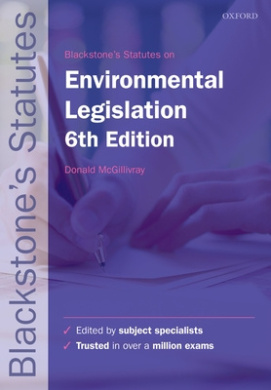 OXFORD
Blackstone's Statutes
Blackstone's Statutes on
Environmental
Legislation
6th Edition
Donald McGillivray
✓ Edited by subject specialists
✓ Trusted in over a million exams